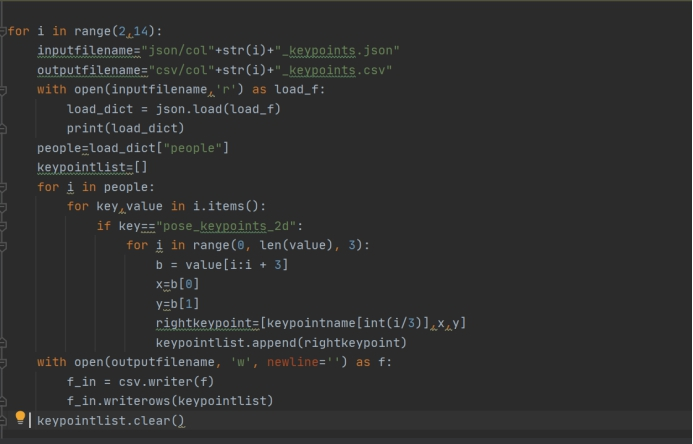 for i in range(2,14):
    inputfilename="json/col"+str(i)+"_keypoints.json"
    outputfilename="csv/col"+str(i)+"_keypoints.csv"
    with open(inputfilename,'r') as load_f:
        load_dict = json.load(load_f)
        print(load_dict)
    people=load_dict["people"]
    keypointlist=[]
    for i in people:
        for key,value in i.items():
            if key=="pose_keypoints_2d":
                for i in range(0, len(value), 3):
                    b = value[i:i + 3]
                    x=b[0]
                    y=b[1]
                    rightkeypoint=[keypointname[int(i/3)],x,y]
                    keypointlist.append(rightkeypoint)
    with open(outputfilename, 'w', newline='') as f:
        f_in = csv.writer(f)
        f_in.writerows(keypointlist)
    keypointlist.clear()